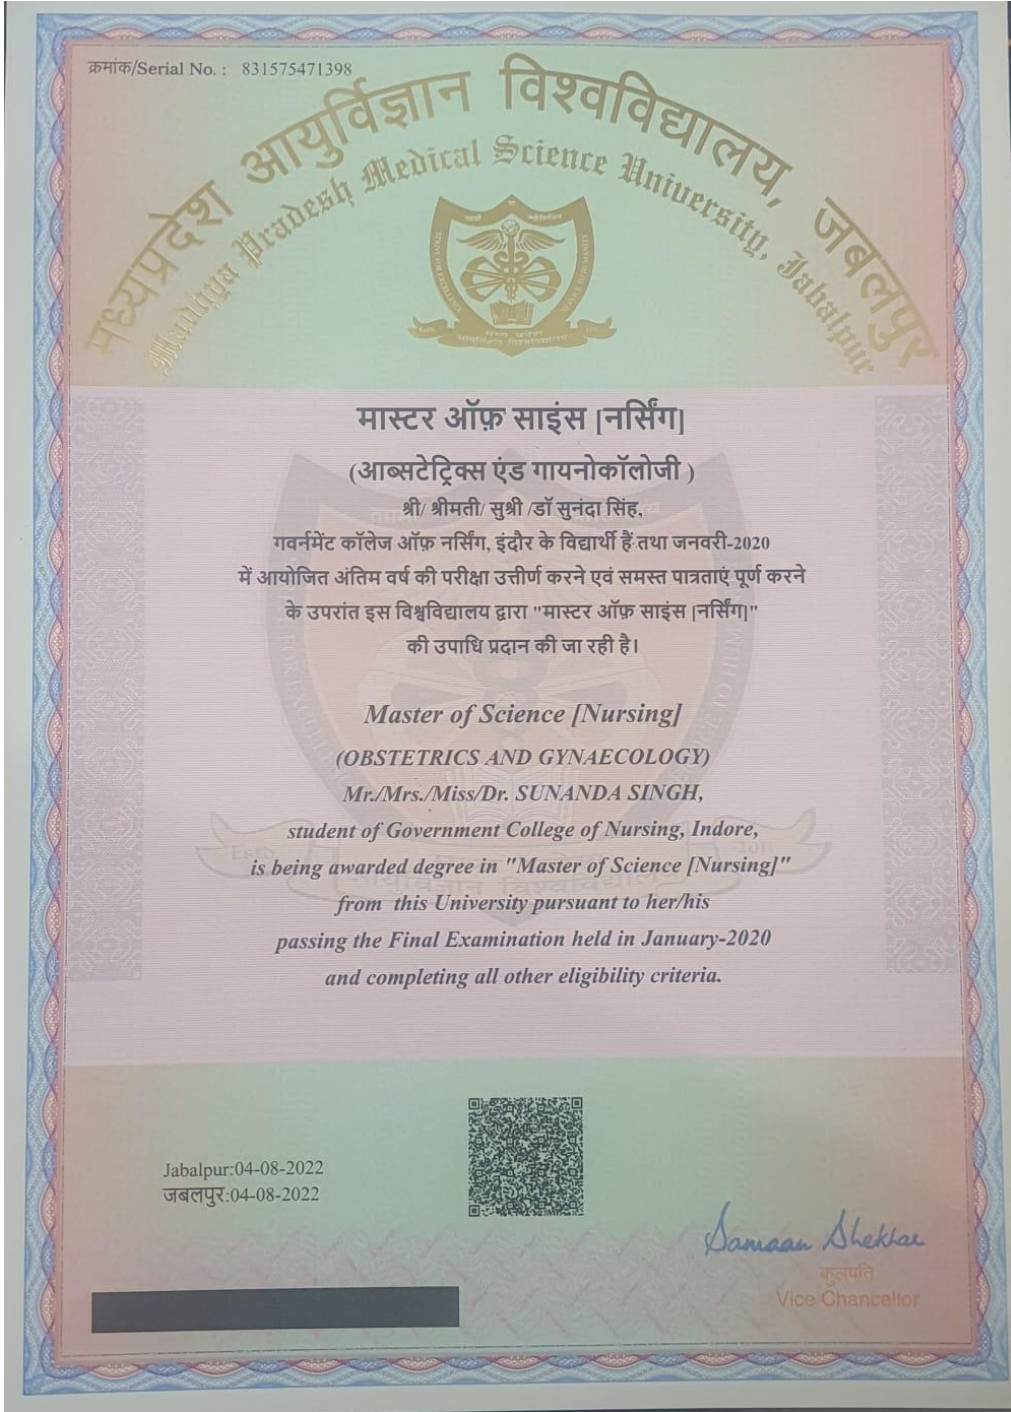 क्रमांक/Serial No. : 831575471398
मध्यप्रदेश आयुर्विज्ञान विश्वविद्यालय, जबलपुर
Madhya Pradesh Medical Science University, Jabalpur
मास्टर ऑफ़ साइंस [नर्सिंग]
(आब्सटेट्रिक्स एंड गायनोकॉलोजी )
श्री/ श्रीमती/ सुश्री /डॉ सुनंदा सिंह,
गवर्नमेंट कॉलेज ऑफ़ नर्सिंग, इंदौर के विद्यार्थी हैं तथा जनवरी-2020
में आयोजित अंतिम वर्ष की परीक्षा उत्तीर्ण करने एवं समस्त पात्रताएं पूर्ण करने
के उपरांत इस विश्वविद्यालय द्वारा "मास्टर ऑफ़ साइंस [नर्सिंग]"
की उपाधि प्रदान की जा रही है।
Master of Science [Nursing]
(OBSTETRICS AND GYNAECOLOGY)
Mr./Mrs./Miss/Dr. SUNANDA SINGH,
student of Government College of Nursing, Indore,
is being awarded degree in "Master of Science [Nursing]"
from this University pursuant to her/his
passing the Final Examination held in January-2020
and completing all other eligibility criteria.
Jabalpur:04-08-2022
जबलपुर:04-08-2022
Samaan Shekhar
कुलपति
Vice Chancellor